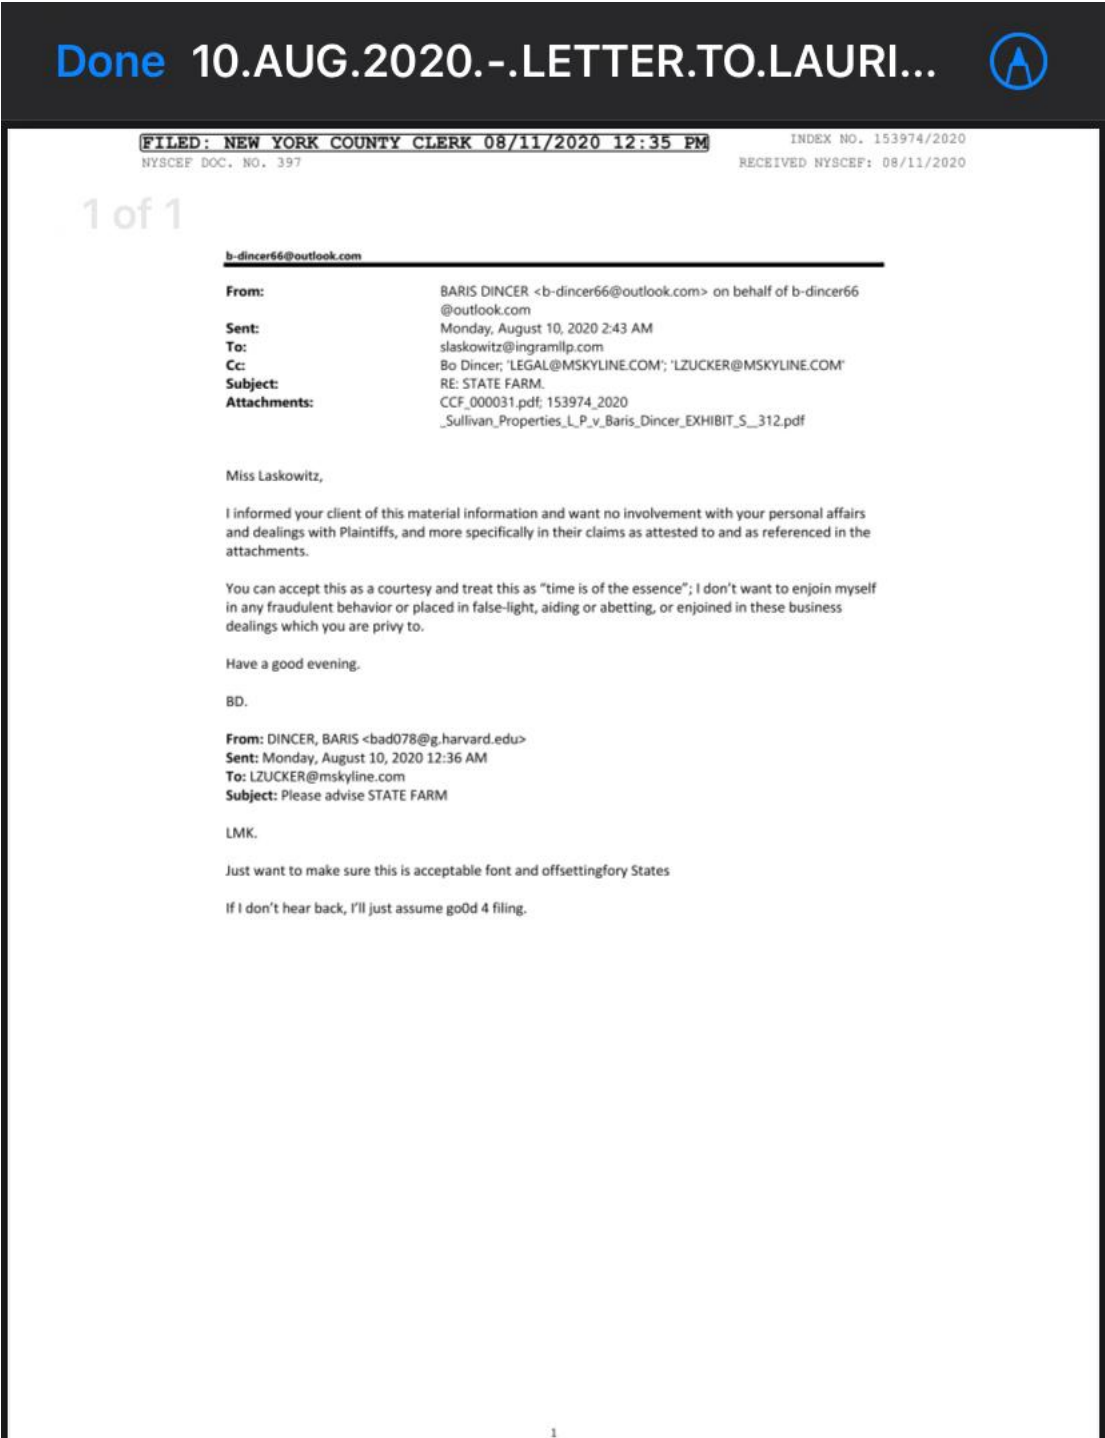 Done 10.AUG.2020.-.LETTER.TO.LAURI...
FILED: NEW YORK COUNTY CLERK 08/11/2020 12:35 PM
INDEX NO. 153974/2020
NYSCEF DOC. NO. 397
RECEIVED NYSCEF: 08/11/2020
1 of 1
b-dincer66@outlook.com
From: BARIS DINCER <b-dincer66@outlook.com> on behalf of b-dincer66
@outlook.com
Sent: Monday, August 10, 2020 2:43 AM
To: slaskowitz@ingramllp.com
Cc: Bo Dincer; 'LEGAL@MSKYLINE.COM'; 'LZUCKER@MSKYLINE.COM'
Subject: RE: STATE FARM.
Attachments: CCF_000031.pdf; 153974_2020
_Sullivan_Properties_L_P_v_Baris_Dincer_EXHIBIT_S__312.pdf
Miss Laskowitz,
I informed your client of this material information and want no involvement with your personal affairs
and dealings with Plaintiffs, and more specifically in their claims as attested to and as referenced in the
attachments.
You can accept this as a courtesy and treat this as “time is of the essence”; I don’t want to enjoin myself
in any fraudulent behavior or placed in false-light, aiding or abetting, or enjoined in these business
dealings which you are privy to.
Have a good evening.
BD.
From: DINCER, BARIS <bad078@g.harvard.edu>
Sent: Monday, August 10, 2020 12:36 AM
To: LZUCKER@mskyline.com
Subject: Please advise STATE FARM
LMK.
Just want to make sure this is acceptable font and offsettingfory States
If I don’t hear back, I’ll just assume go0d 4 filing.
1